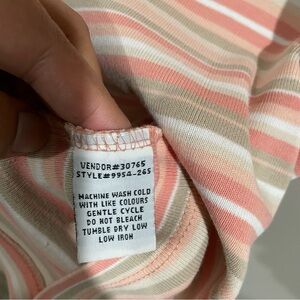 VENDOR#30765
STYLE#9954-265
MACHINE WASH COLD
WITH LIKE COLOURS
GENTLE CYCLE
DO NOT BLEACH
TUMBLE DRY LOW
LOW IRON